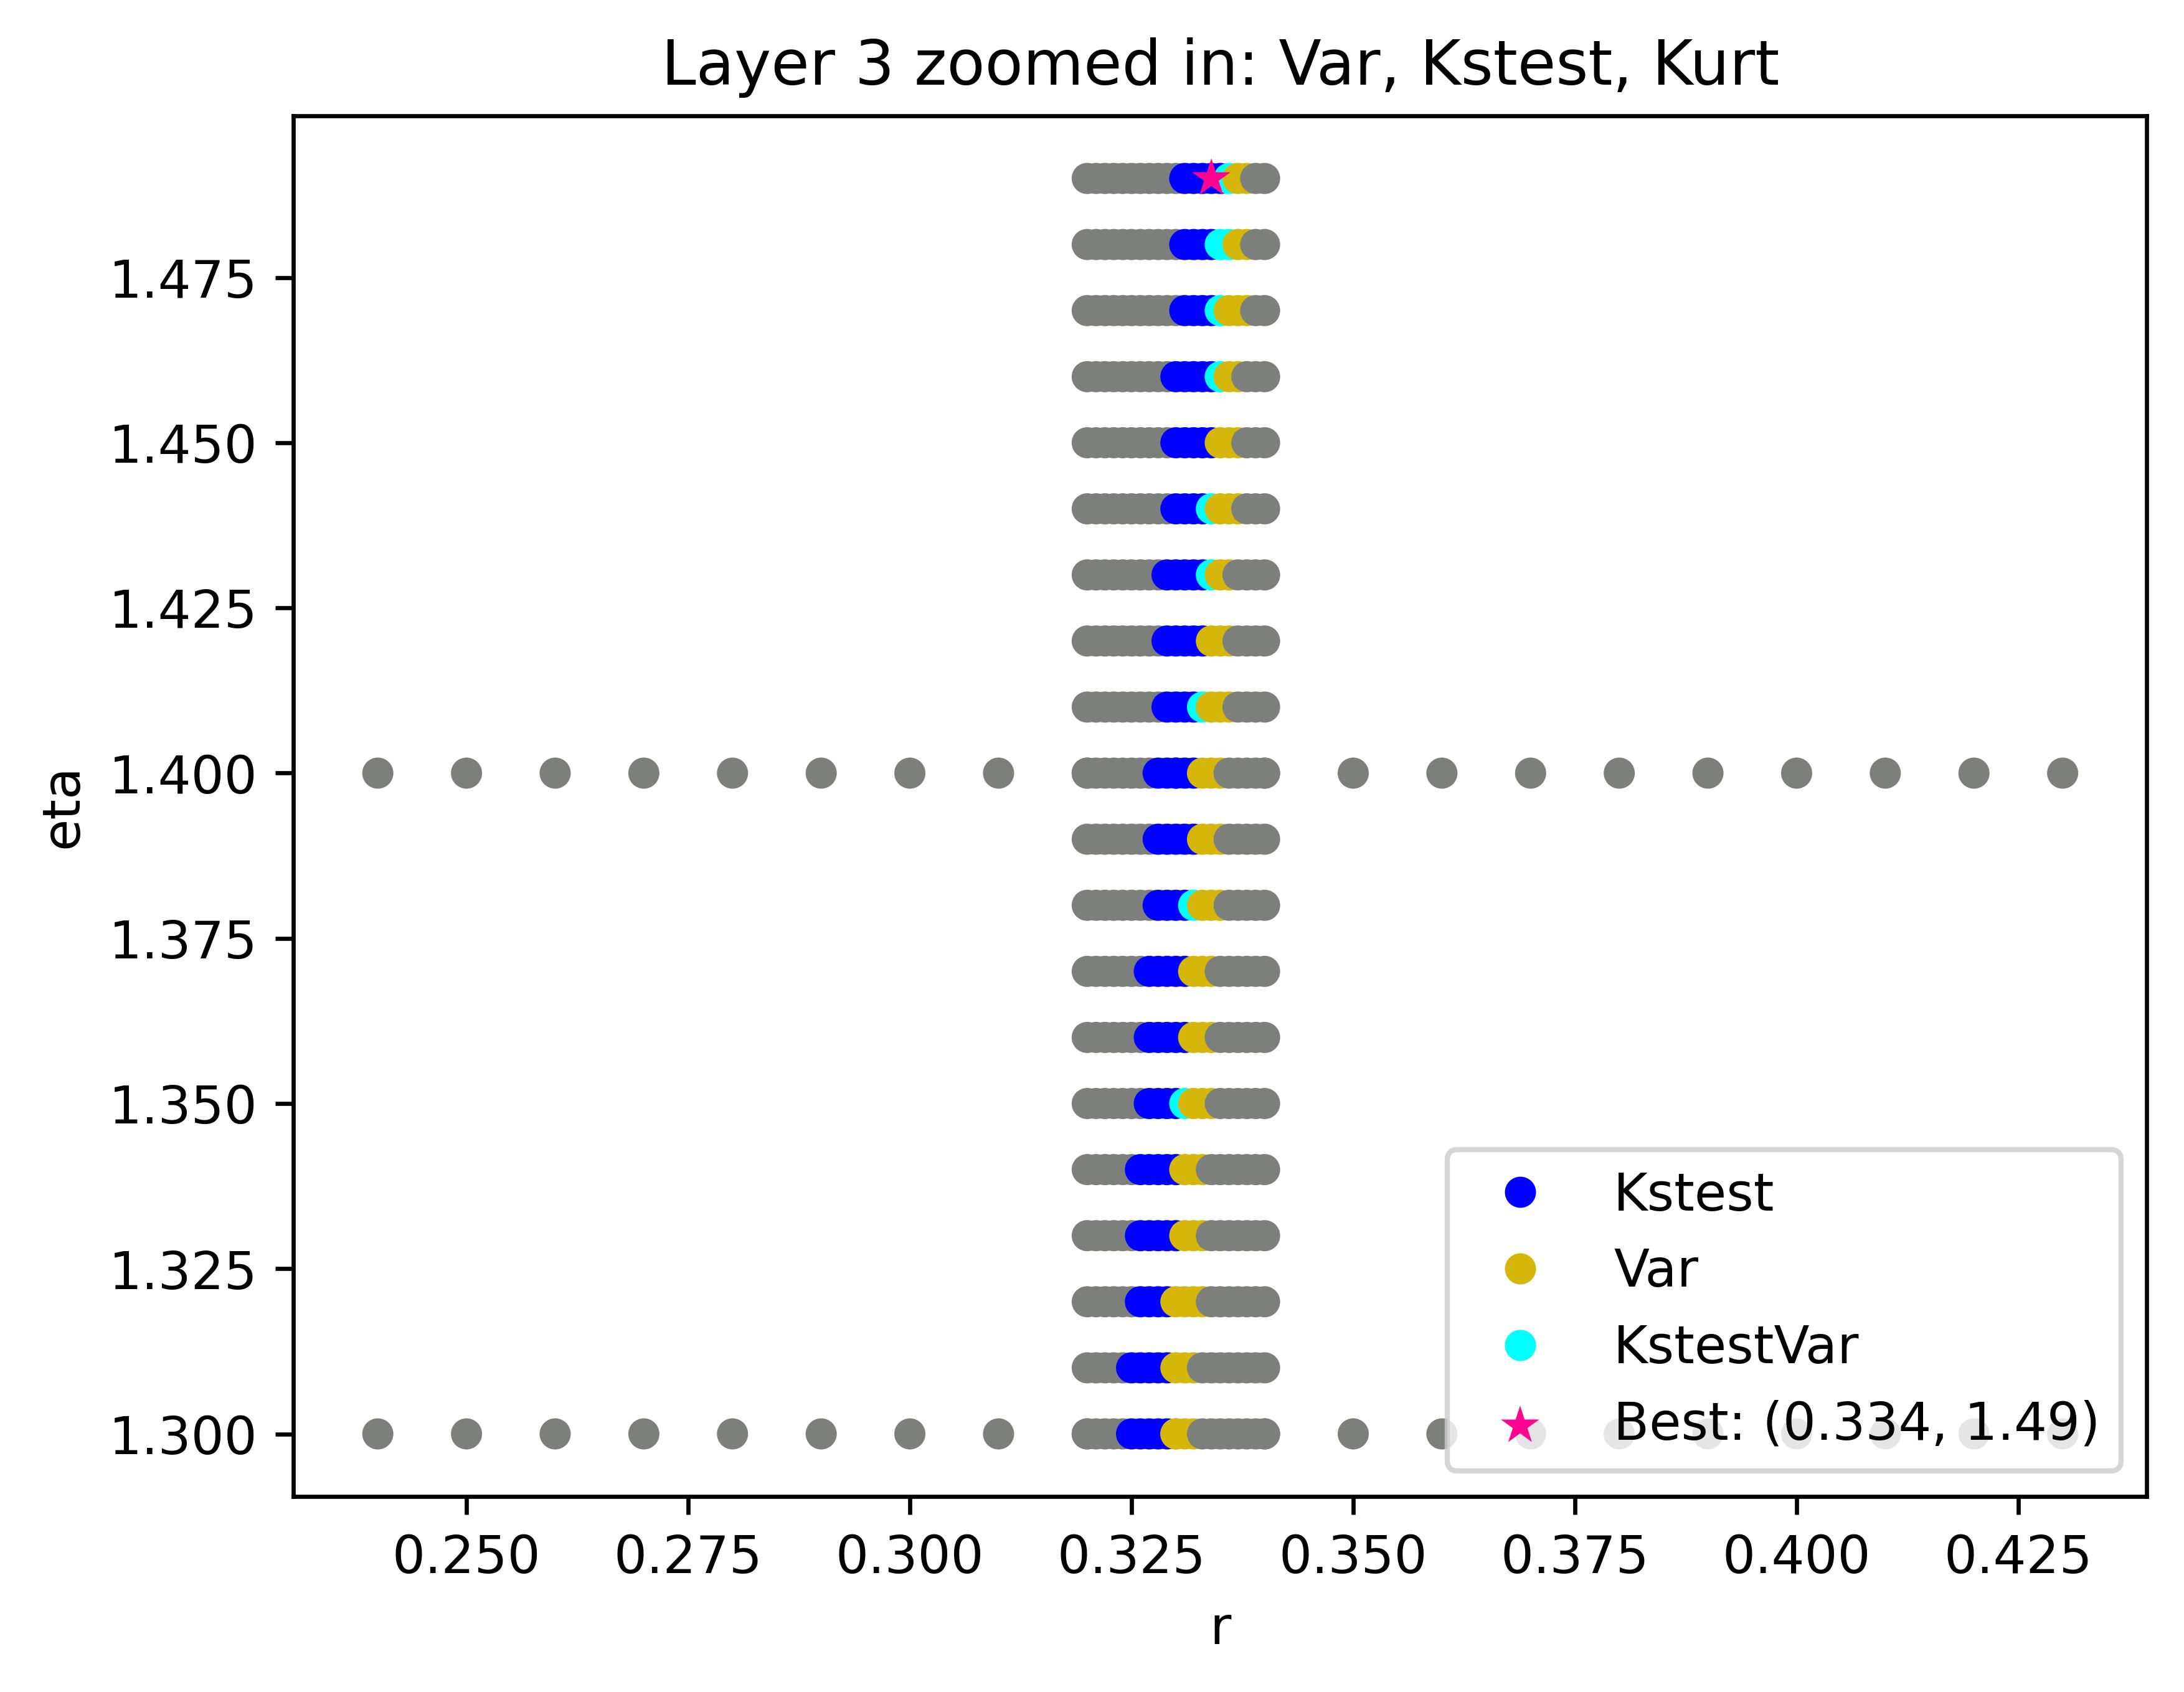 Layer 3 zoomed in: Var, Kstest, Kurt
eta
1.475
1.450
1.425
1.400
1.375
1.350
1.325
1.300
Kstest
Var
KstestVar
Best: (0.334, 1.49)
0.250 0.275 0.300 0.325 0.350 0.375 0.400 0.425
r